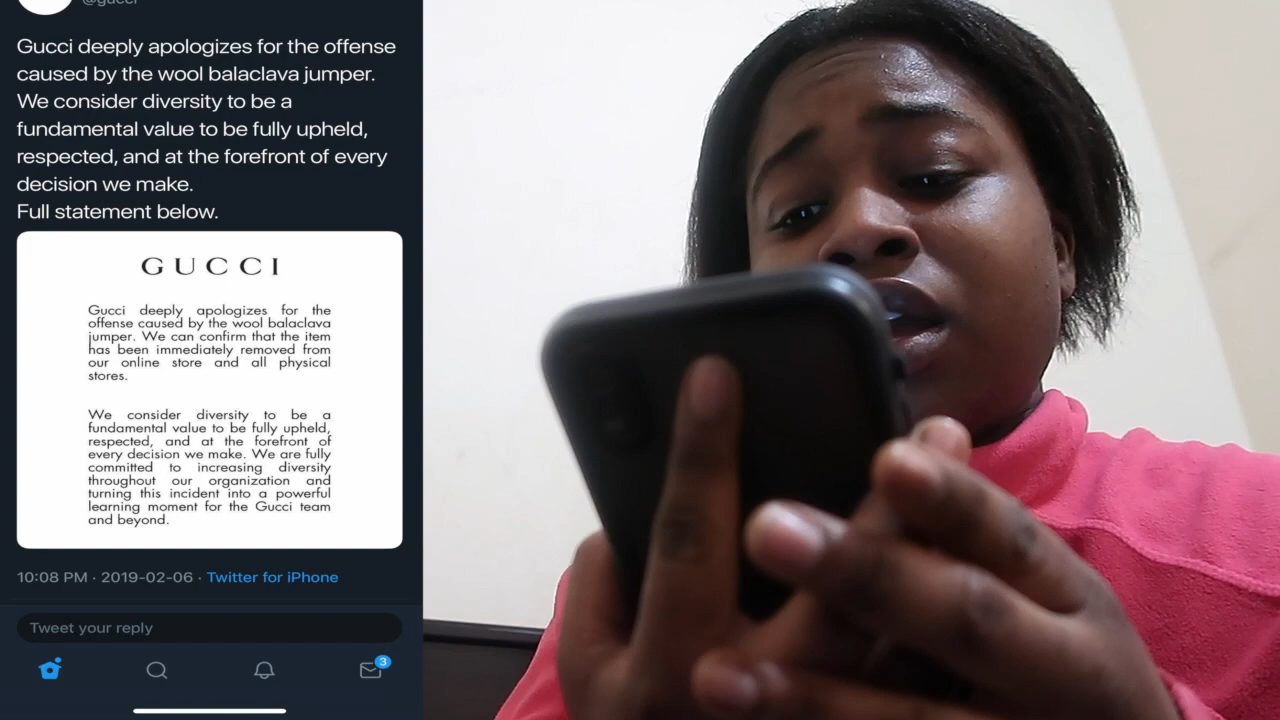 @gucci
Gucci deeply apologizes for the offense
caused by the wool balaclava jumper.
We consider diversity to be a
fundamental value to be fully upheld,
respected, and at the forefront of every
decision we make.
Full statement below.
GUCCI
Gucci deeply apologizes for the
offense caused by the wool balaclava
jumper. We can confirm that the item
has been immediately removed from
our online store and all physical
stores.
We consider diversity to be a
fundamental value to be fully upheld,
respected, and at the forefront of
every decision we make. We are fully
committed to increasing diversity
throughout our organization and
turning this incident into a powerful
learning moment for the Gucci team
and beyond.
10:08 PM · 2019-02-06 · Twitter for iPhone
Tweet your reply
3